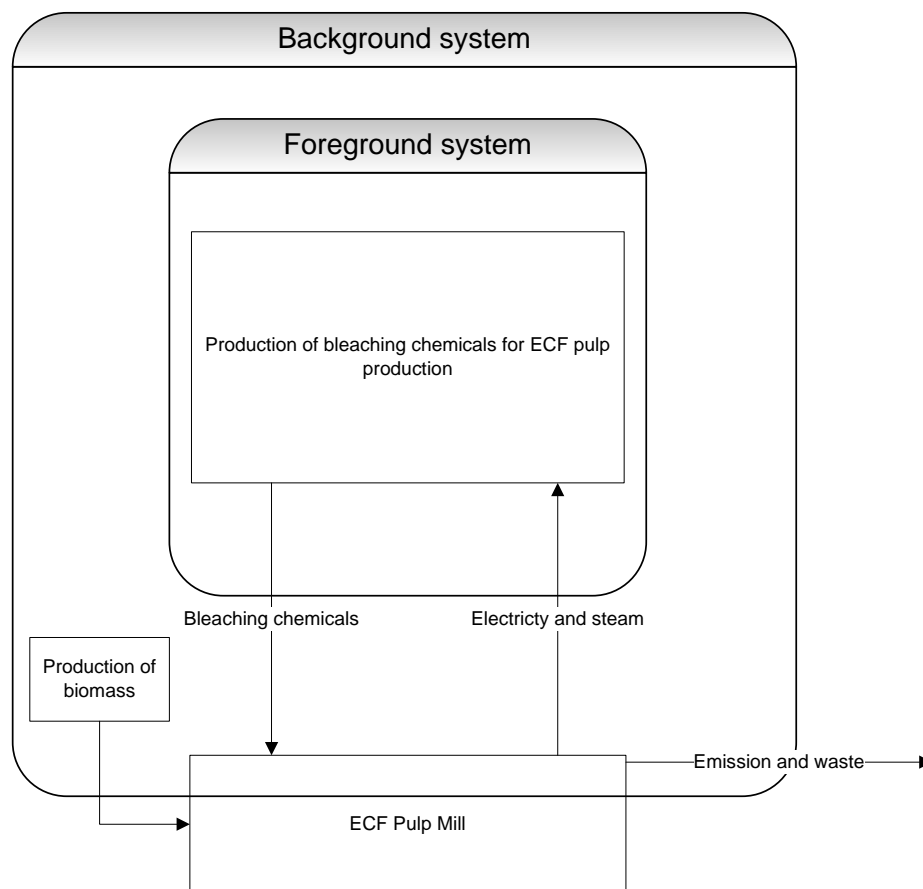 Background system
Foreground system
Production of bleaching chemicals for ECF pulp
production
Bleaching chemicals
Electricty and steam
Production of
biomass
Emission and waste
ECF Pulp Mill